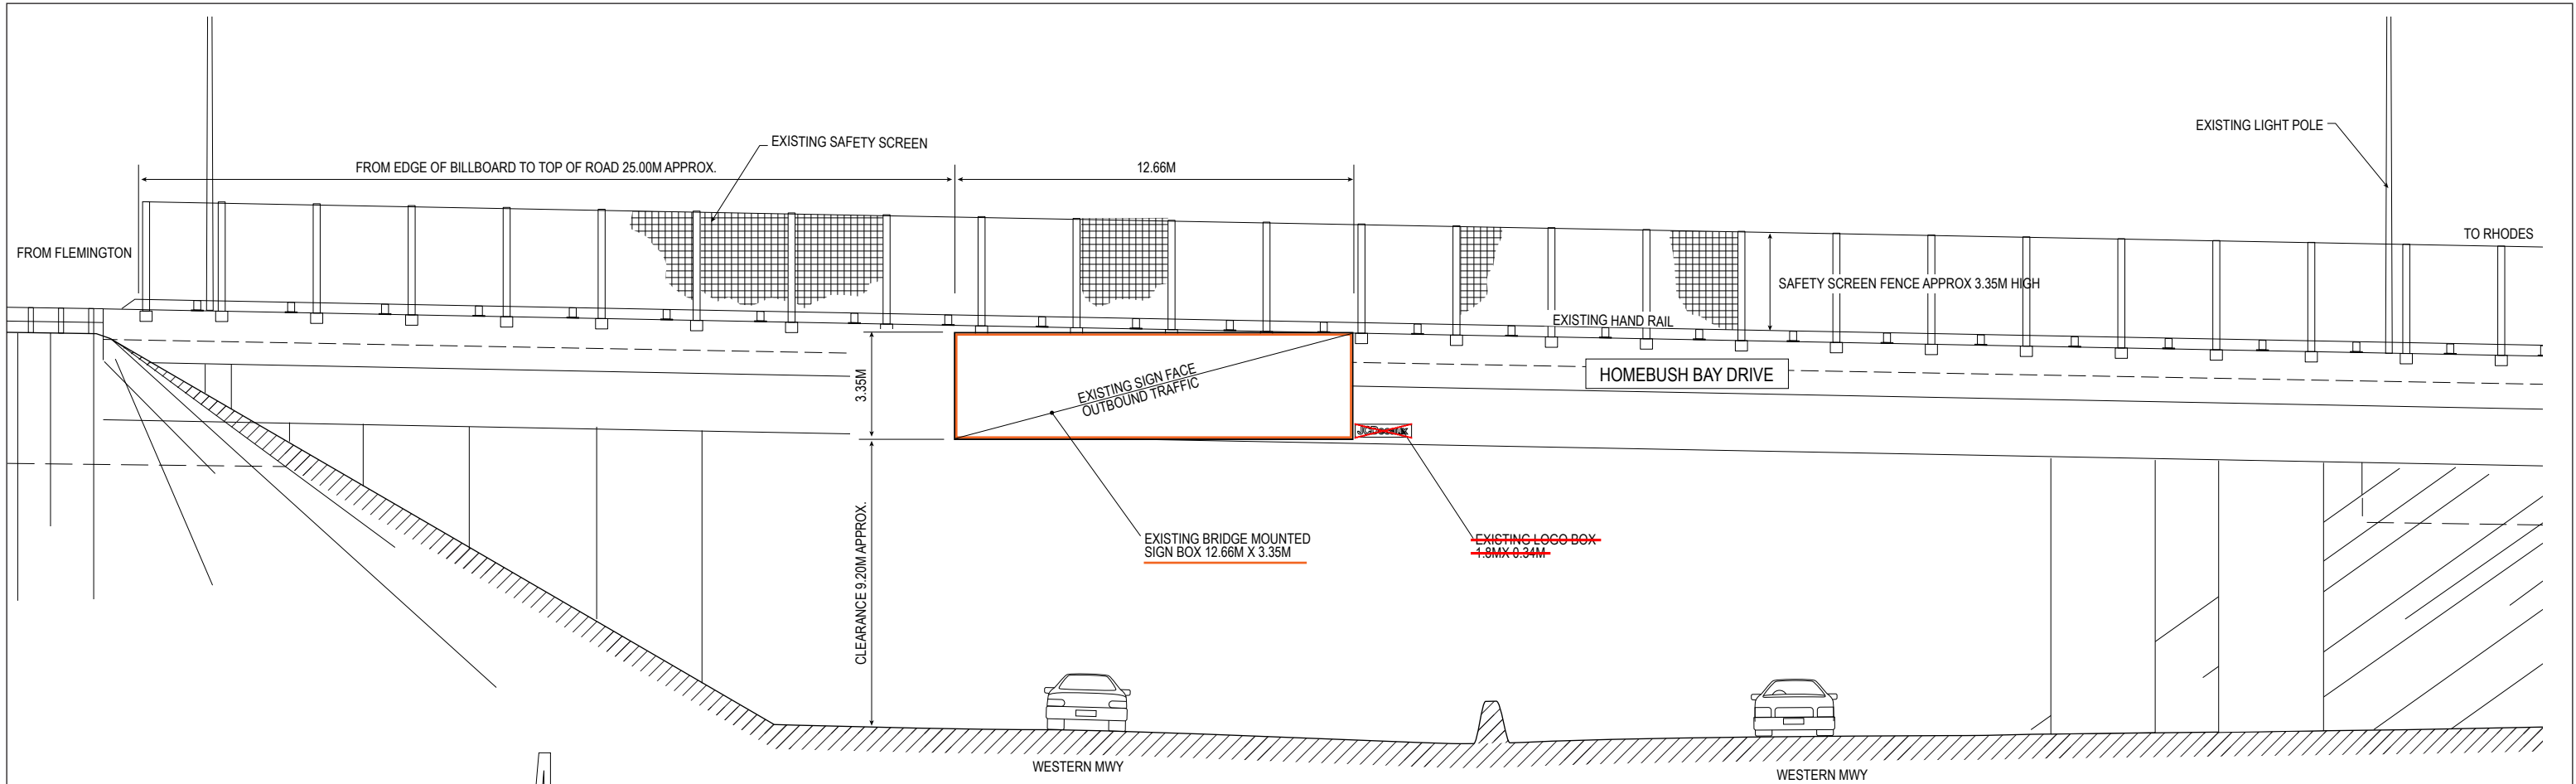 EXISTING SAFETY SCREEN
EXISTING LIGHT POLE
FROM EDGE OF BILLBOARD TO TOP OF ROAD 25.00M APPROX.
12.66M
FROM FLEMINGTON
TO RHODES
SAFETY SCREEN FENCE APPROX 3.35M HIGH
EXISTING HAND RAIL
HOMEBUSH BAY DRIVE
3.35M
EXISTING SIGN FACE
OUTBOUND TRAFFIC
JCDecaux
CLEARANCE 9.20M APPROX.
EXISTING BRIDGE MOUNTED
SIGN BOX 12.66M X 3.35M
EXISTING LOGO BOX
1.8MX 0.34M
WESTERN MWY
WESTERN MWY